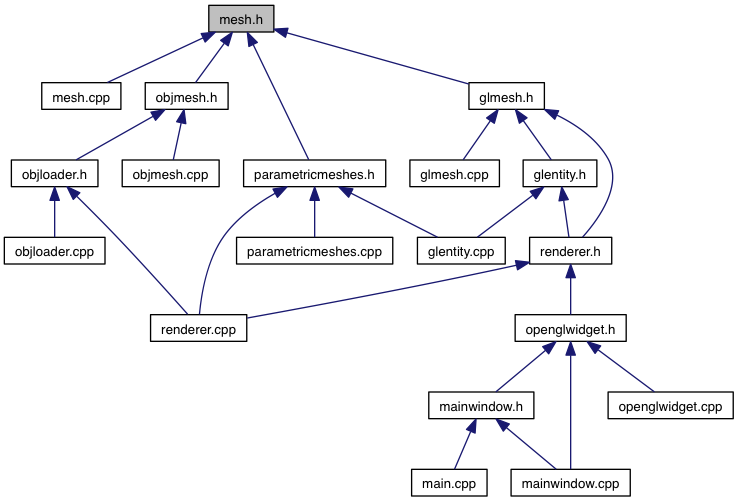 mesh.h
mesh.cpp
objmesh.h
glmesh.h
objloader.h
objmesh.cpp
parametricmeshes.h
glmesh.cpp
glentity.h
objloader.cpp
parametricmeshes.cpp
glentity.cpp
renderer.h
renderer.cpp
openglwidget.h
mainwindow.h
openglwidget.cpp
main.cpp
mainwindow.cpp